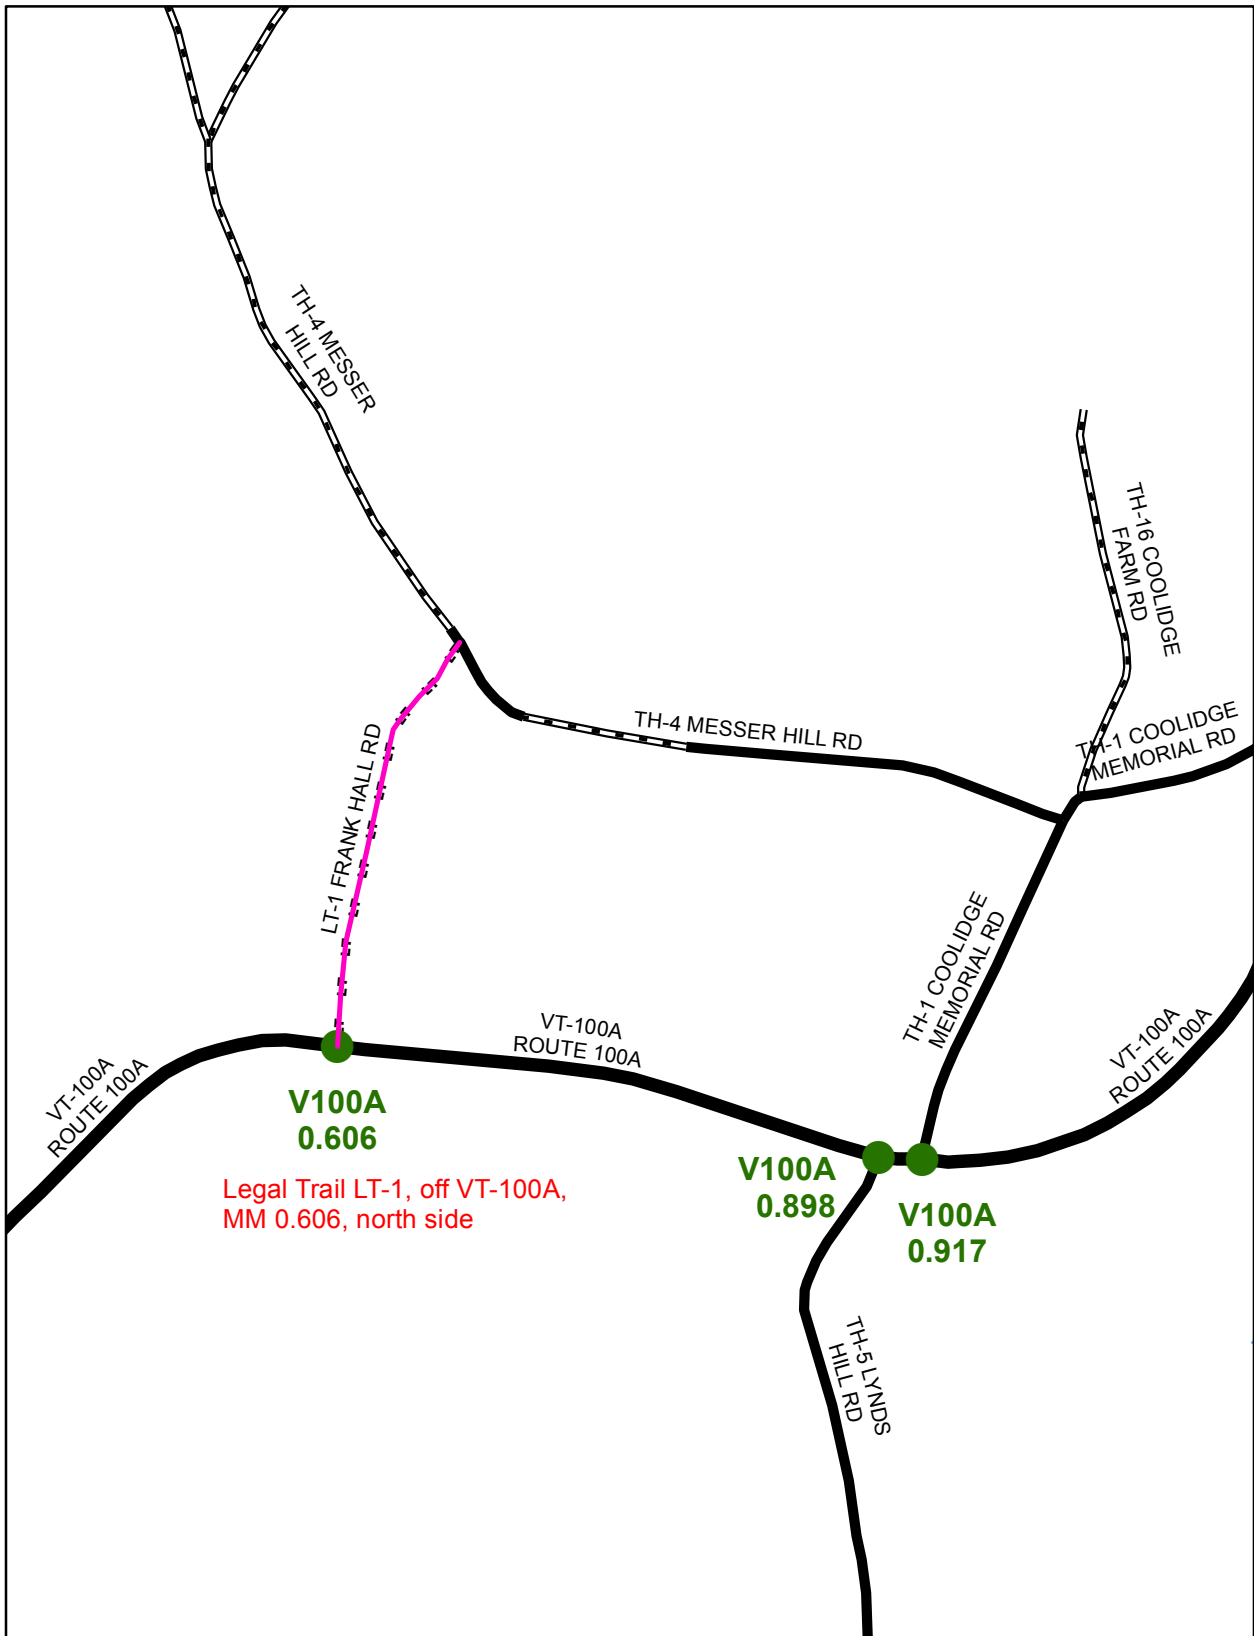 TH-4 MESSER
HILL RD
TH-16 COOLIDGE
FARM RD
TH-4 MESSER HILL RD
TH-1 COOLIDGE
MEMORIAL RD
LT-1 FRANK HALL RD
TH-1 COOLIDGE
MEMORIAL RD
VT-100A
ROUTE 100A
VT-100A
ROUTE 100A
VT-100A
ROUTE 100A
V100A
0.606
V100A
0.898
V100A
0.917
Legal Trail LT-1, off VT-100A,
MM 0.606, north side
TH-5 LYNDS
HILL RD